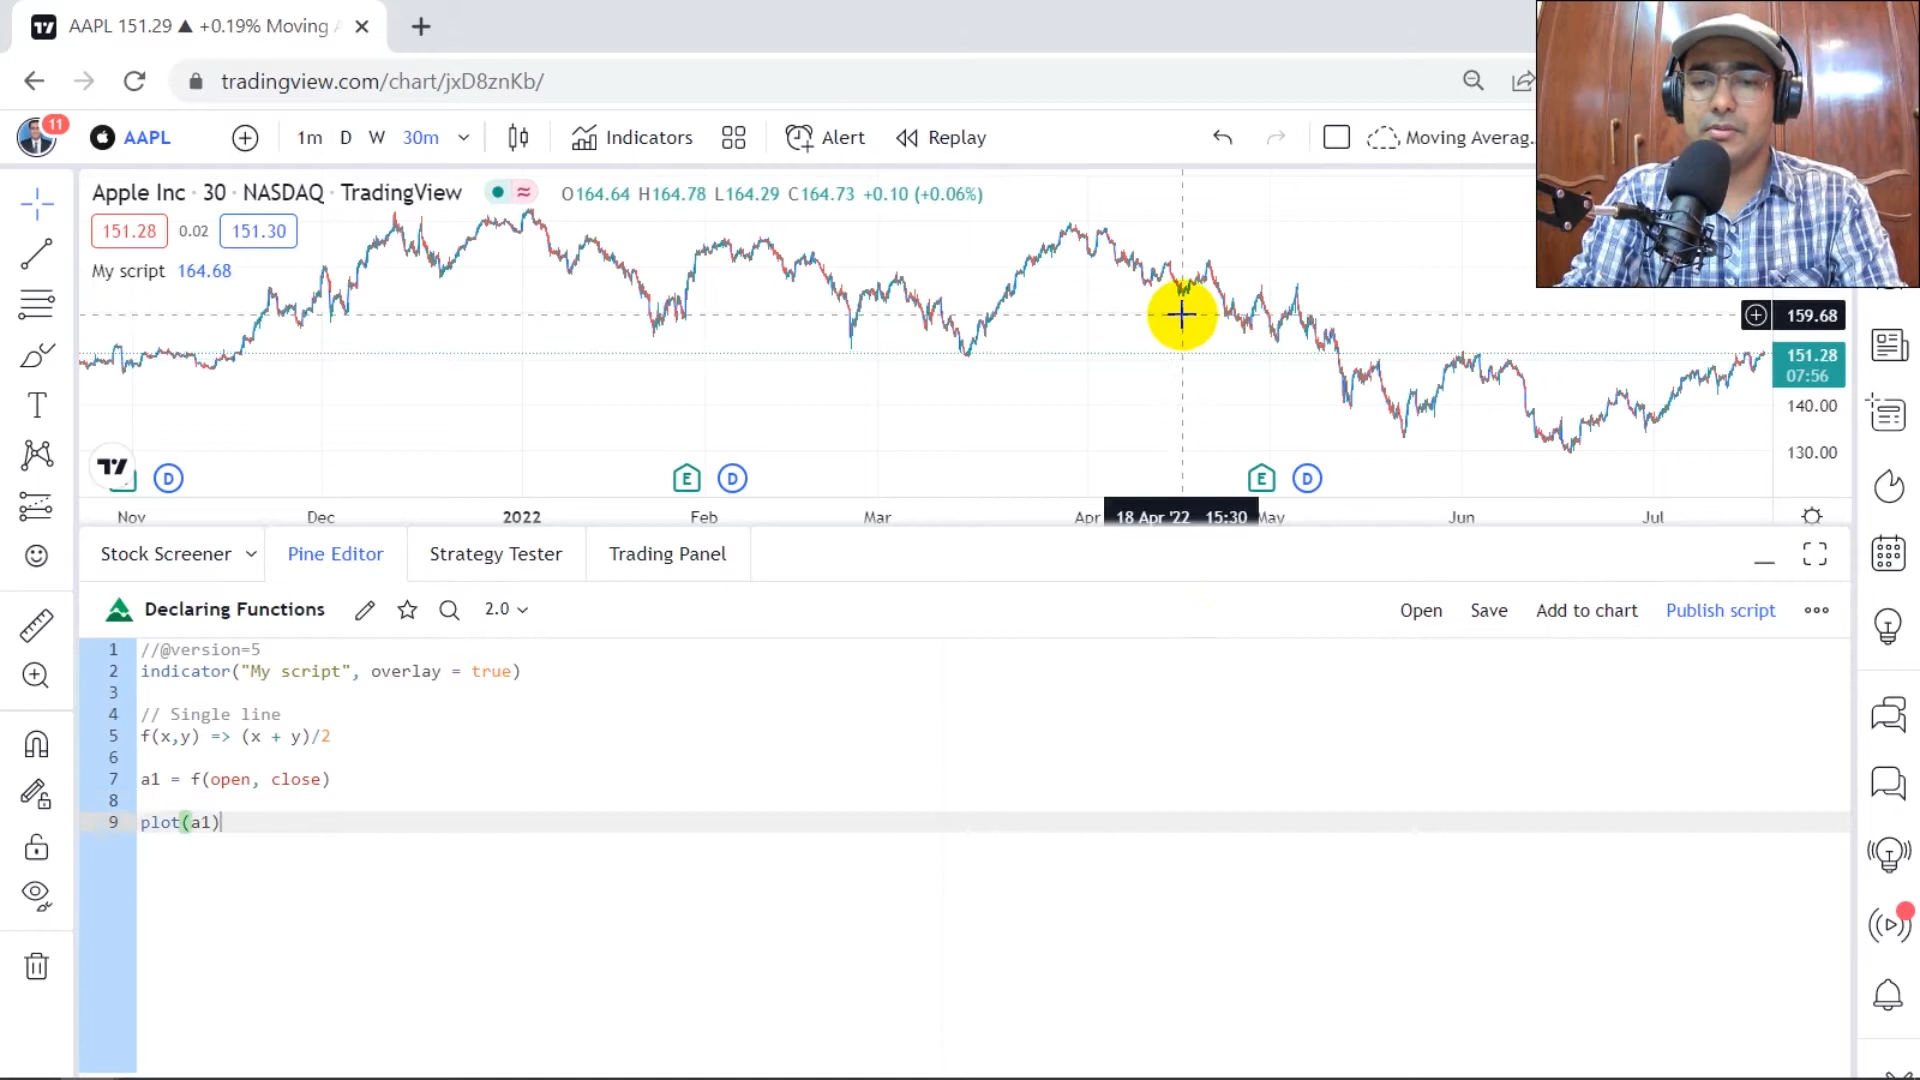 AAPL 151.29 ▲ +0.19% Moving
tradingview.com/chart/jxD8znKb/
11
AAPL
1m D W 30m
Indicators
Alert
Replay
Moving Averag..
Apple Inc · 30 · NASDAQ · TradingView
O164.64 H164.78 L164.29 C164.73 +0.10 (+0.06%)
151.28 0.02 151.30
My script 164.68
159.68
151.28
07:56
140.00
130.00
D E D E D
Nov Dec 2022 Feb Mar Apr 18 Apr '22 15:30 May Jun Jul
Stock Screener Pine Editor Strategy Tester Trading Panel
Declaring Functions 2.0 Open Save Add to chart Publish script
1 //@version=5
2 indicator("My script", overlay = true)
3
4 // Single line
5 f(x,y) => (x + y)/2
6
7 a1 = f(open, close)
8
9 plot(a1)